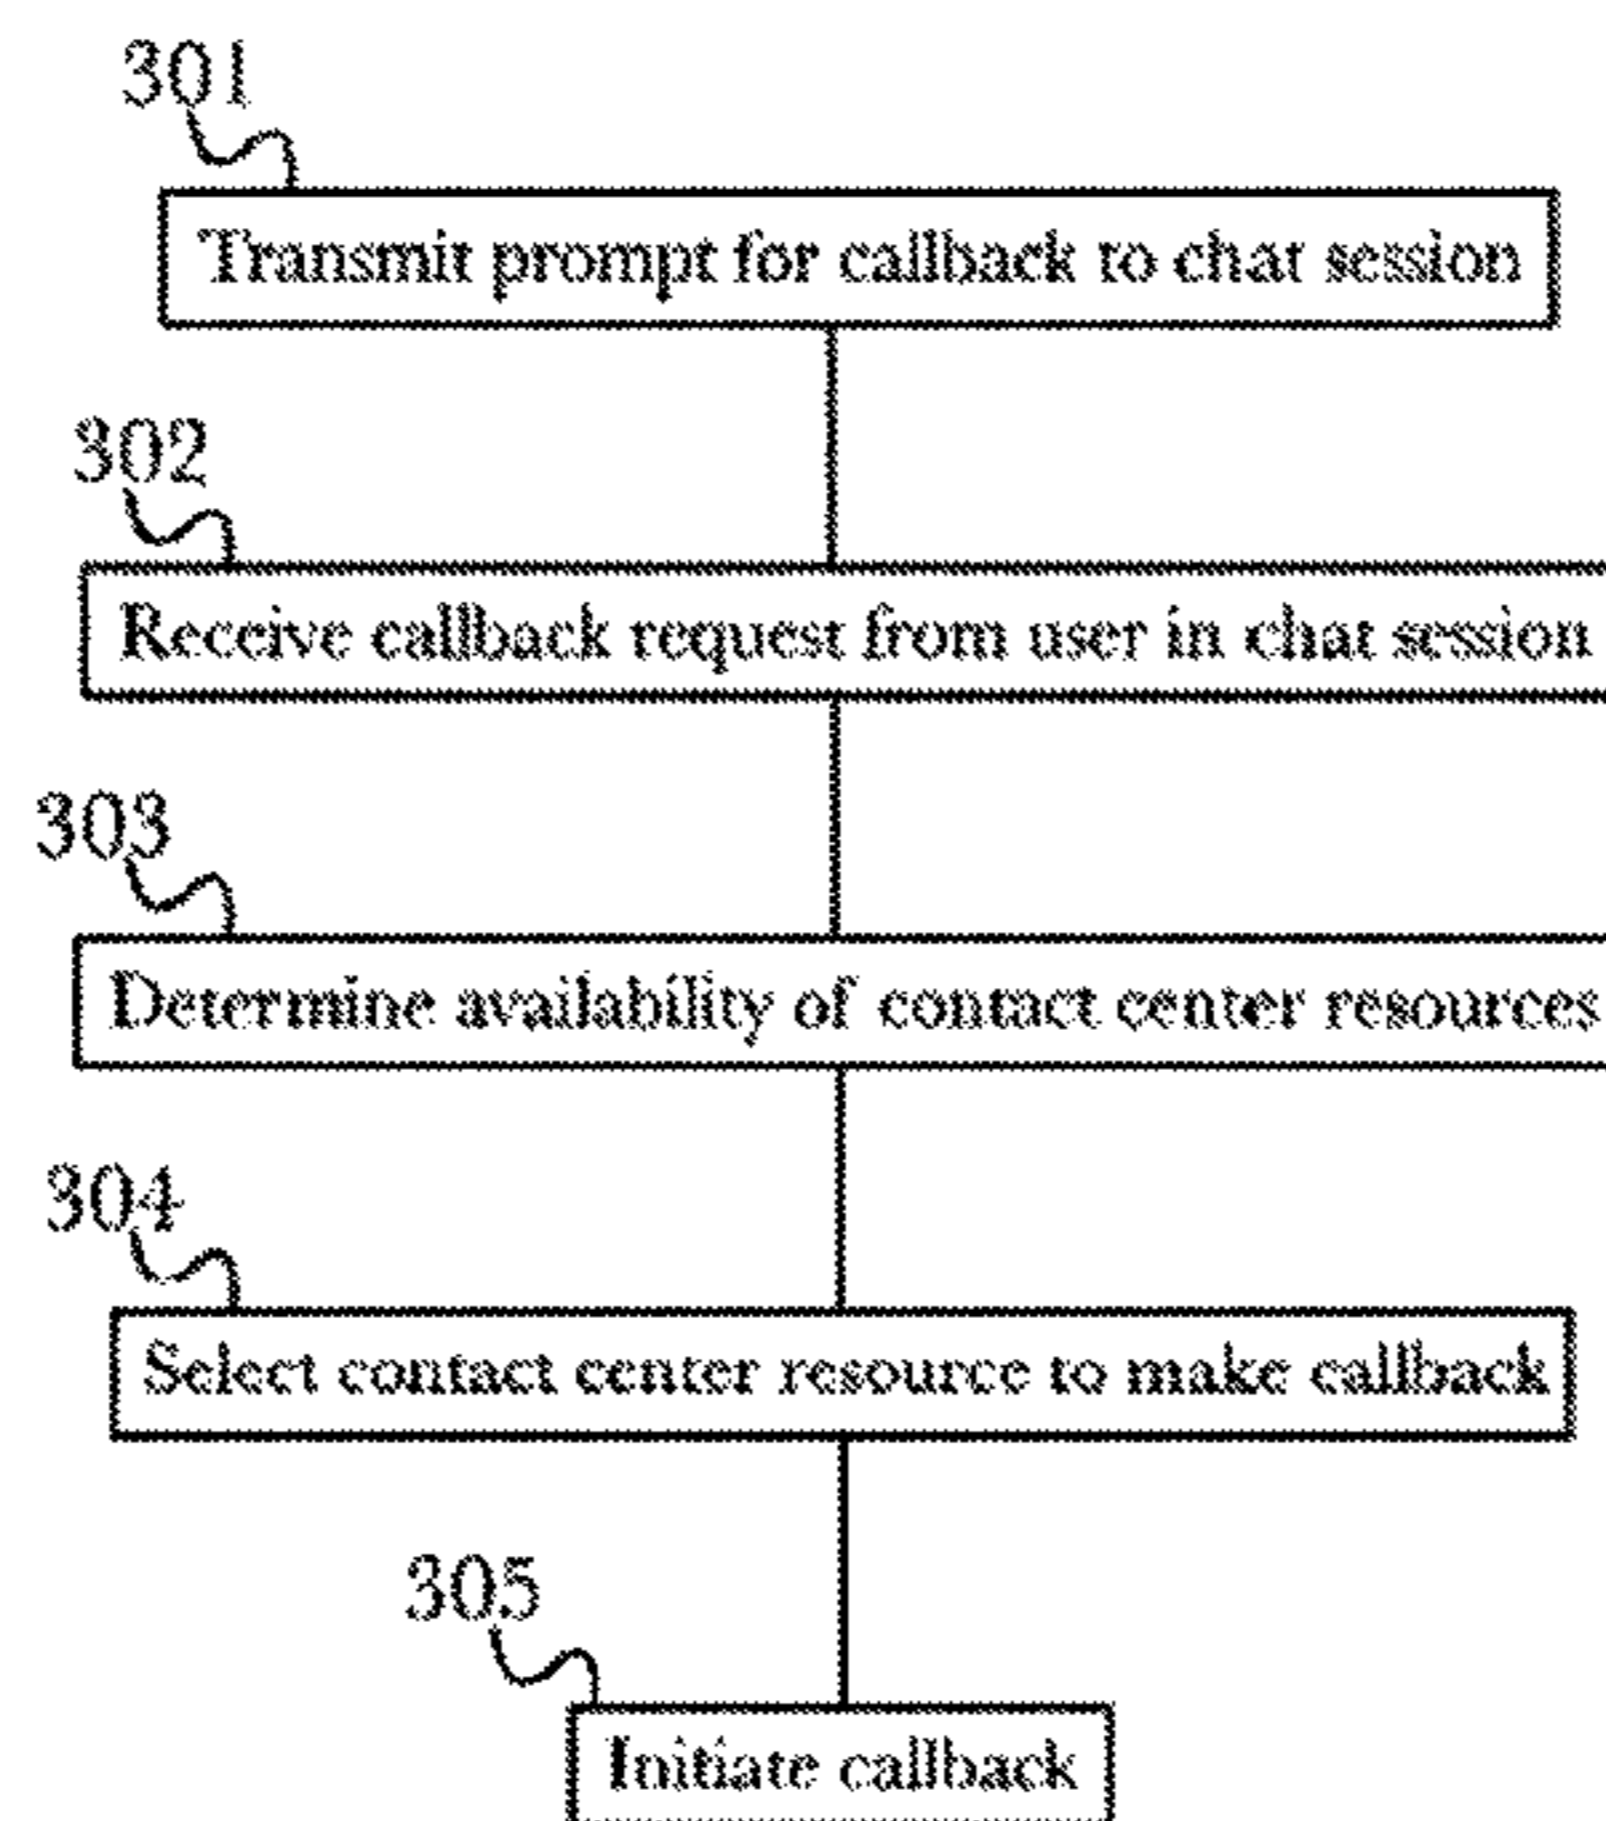 301
Transmit prompt for callback to chat session
302
Receive callback request from user in chat session
303
Determine availability of contact center resources
304
Select contact center resource to make callback
305
Initiate callback